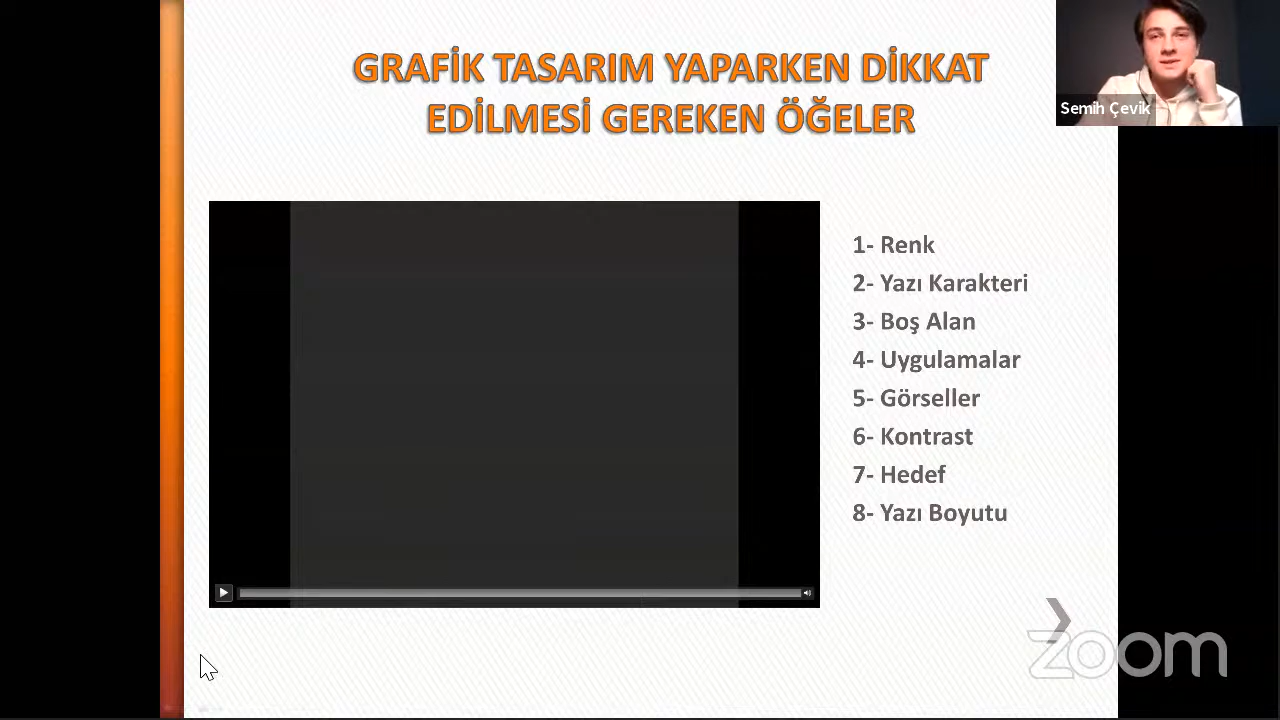 GRAFİK TASARIM YAPARKEN DİKKAT
EDİLMESİ GEREKEN ÖĞELER
Semih Çevik
1- Renk
2- Yazı Karakteri
3- Boş Alan
4- Uygulamalar
5- Görseller
6- Kontrast
7- Hedef
8- Yazı Boyutu
zoom